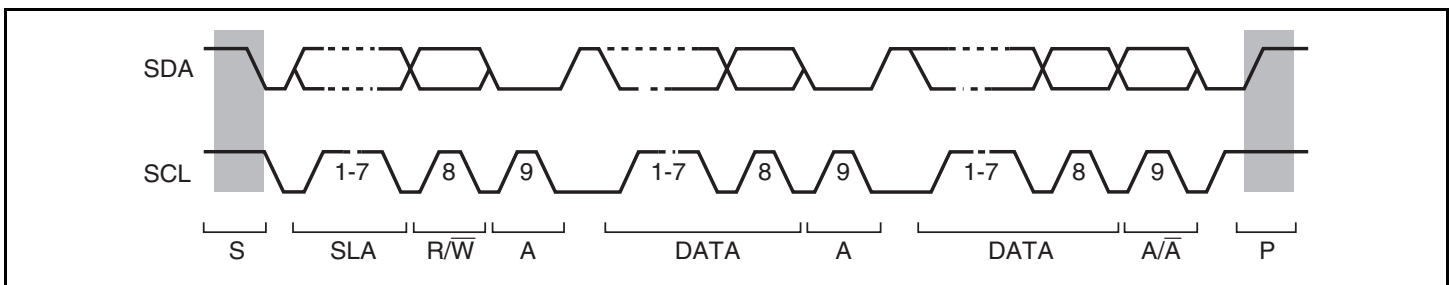 SDA
SCL 1-7 8 9 1-7 8 9 1-7 8 9
S SLA R/W̅ A DATA A DATA A/A̅ P